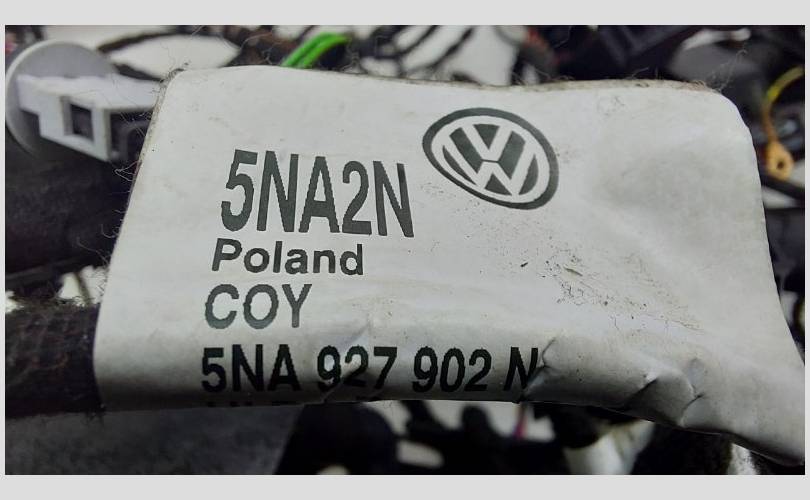 5NA2N
Poland
COY
5NA 927 902 N